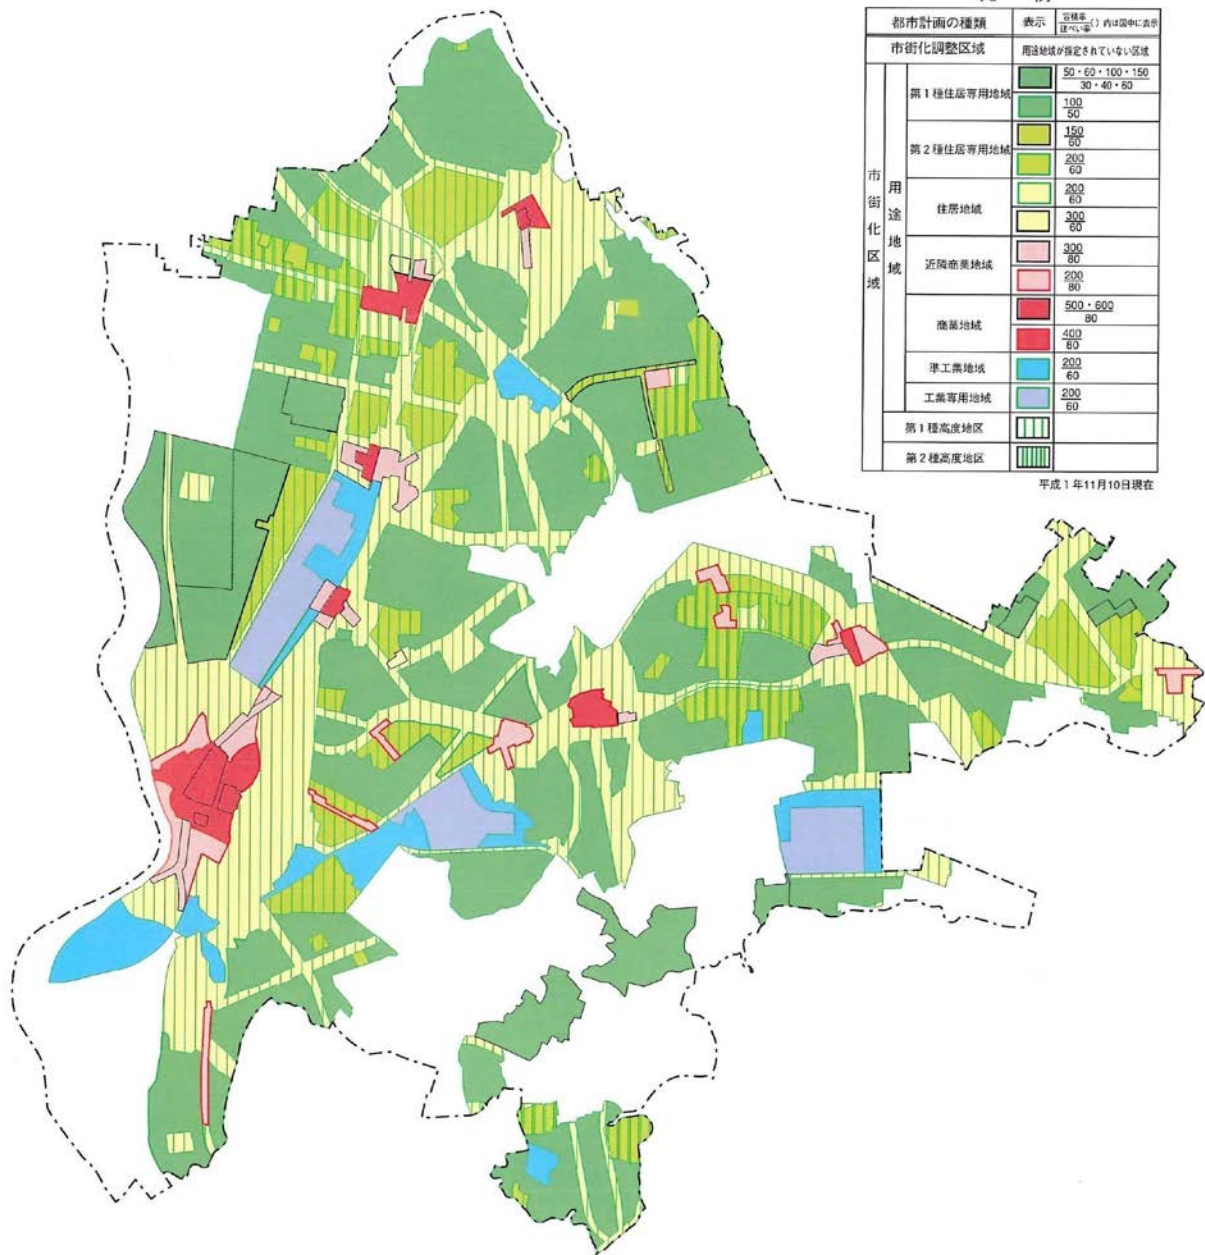 都市計画の種類 表示 容積率/建ぺい率 ( ) 内は図中に表示
市街化調整区域 用途地域が指定されていない区域
市街化区域
用途地域
第1種住居専用地域 50・60・100・150/30・40・60
100/50
第2種住居専用地域 150/60
200/60
住居地域 200/60
300/60
近隣商業地域 300/80
200/80
商業地域 500・600/80
400/80
準工業地域 200/60
工業専用地域 200/60
第1種高度地区
第2種高度地区
平成1年11月10日現在